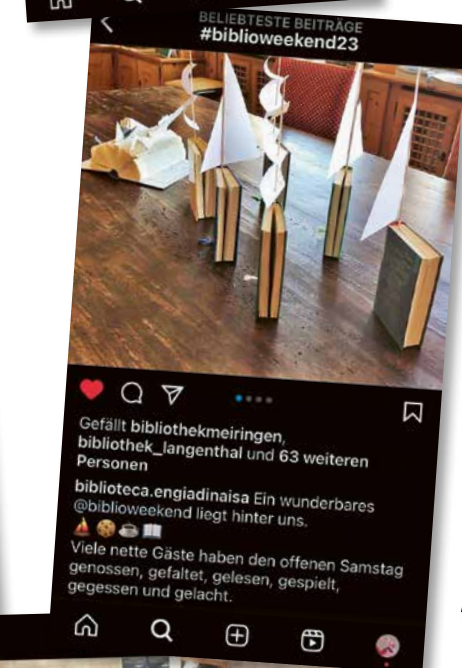 BELIEBTESTE BEITRÄGE
#biblioweekend23
Gefällt bibliothekmeiringen,
bibliothek_langenthal und 63 weiteren
Personen
biblioteca.engiadinaisa Ein wunderbares
@biblioweekend liegt hinter uns.
⛵🍪☕📖
Viele nette Gäste haben den offenen Samstag
genossen, gefaltet, gelesen, gespielt,
gegessen und gelacht.